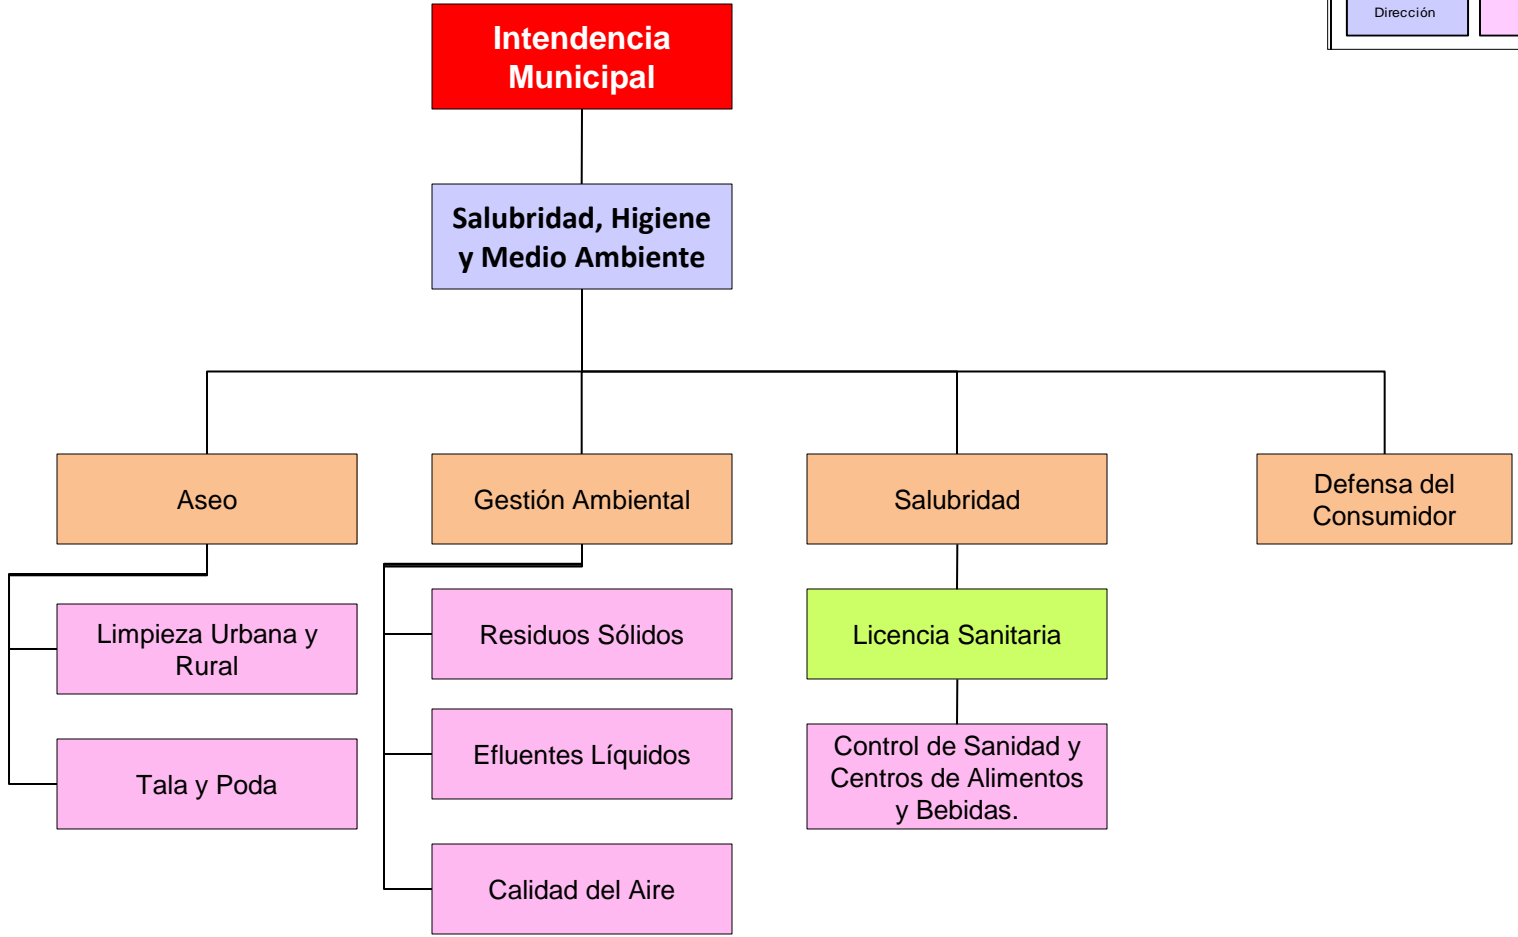 Dirección
Intendencia
Municipal
Salubridad, Higiene
y Medio Ambiente
Aseo
Gestión Ambiental
Salubridad
Defensa del
Consumidor
Limpieza Urbana y
Rural
Tala y Poda
Residuos Sólidos
Efluentes Líquidos
Calidad del Aire
Licencia Sanitaria
Control de Sanidad y
Centros de Alimentos
y Bebidas.